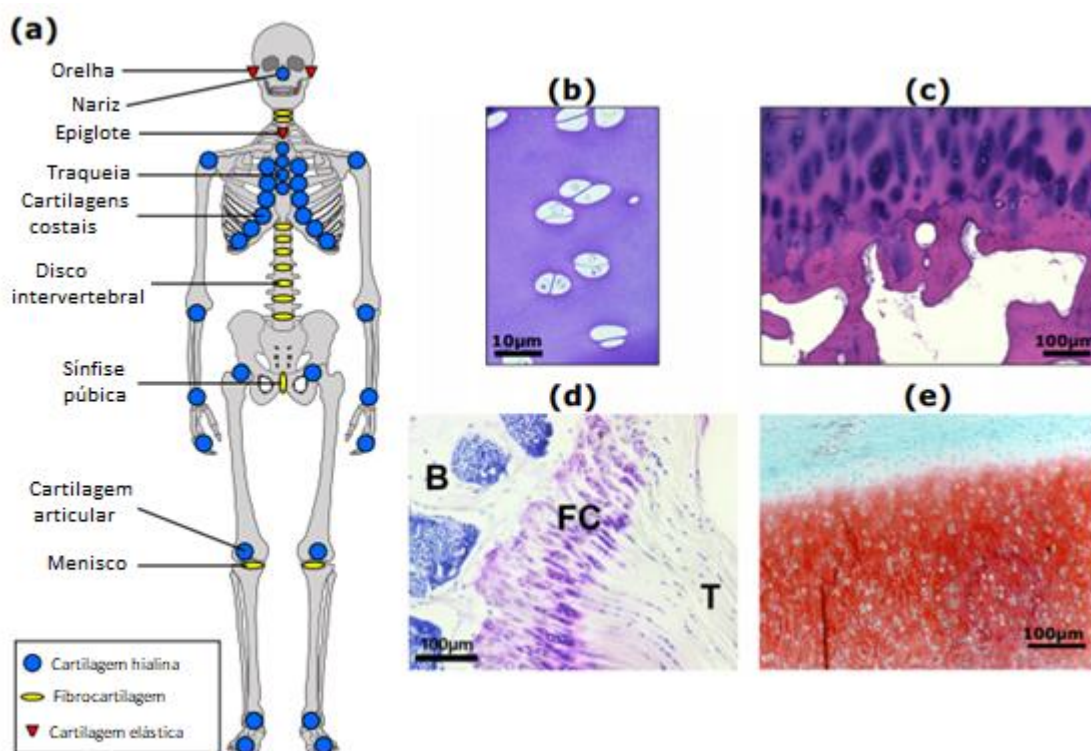 (a)
Orelha
Nariz
Epiglote
Traqueia
Cartilagens
costais
Disco
intervertebral
Sínfise
púbica
Cartilagem
articular
Menisco
Cartilagem hialina
Fibrocartilagem
Cartilagem elástica
(b)
10µm
(c)
100µm
(d)
B
FC
T
100µm
(e)
100µm